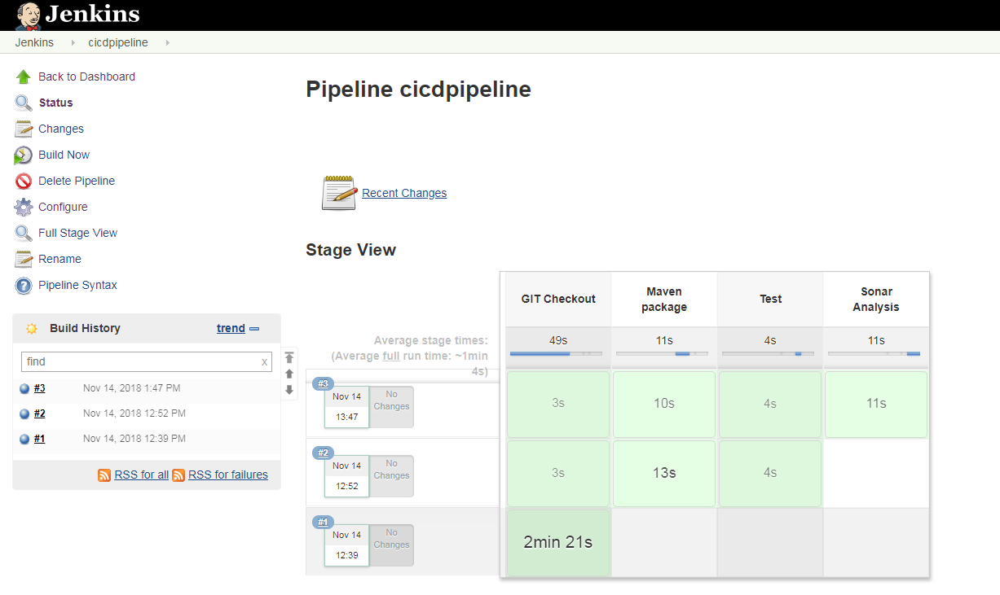 Jenkins
Jenkins cicdpipeline
Back to Dashboard
Status
Changes
Build Now
Delete Pipeline
Configure
Full Stage View
Rename
Pipeline Syntax
Build History trend
find x
#3 Nov 14, 2018 1:47 PM
#2 Nov 14, 2018 12:52 PM
#1 Nov 14, 2018 12:39 PM
RSS for all RSS for failures
Pipeline cicdpipeline
Recent Changes
Stage View
GIT Checkout
Maven
package
Test
Sonar
Analysis
Average stage times:
(Average full run time: ~1min
4s)
49s 11s 4s 11s
#3
Nov 14
13:47
No
Changes
3s 10s 4s 11s
#2
Nov 14
12:52
No
Changes
3s 13s 4s
#1
Nov 14
12:39
No
Changes
2min 21s